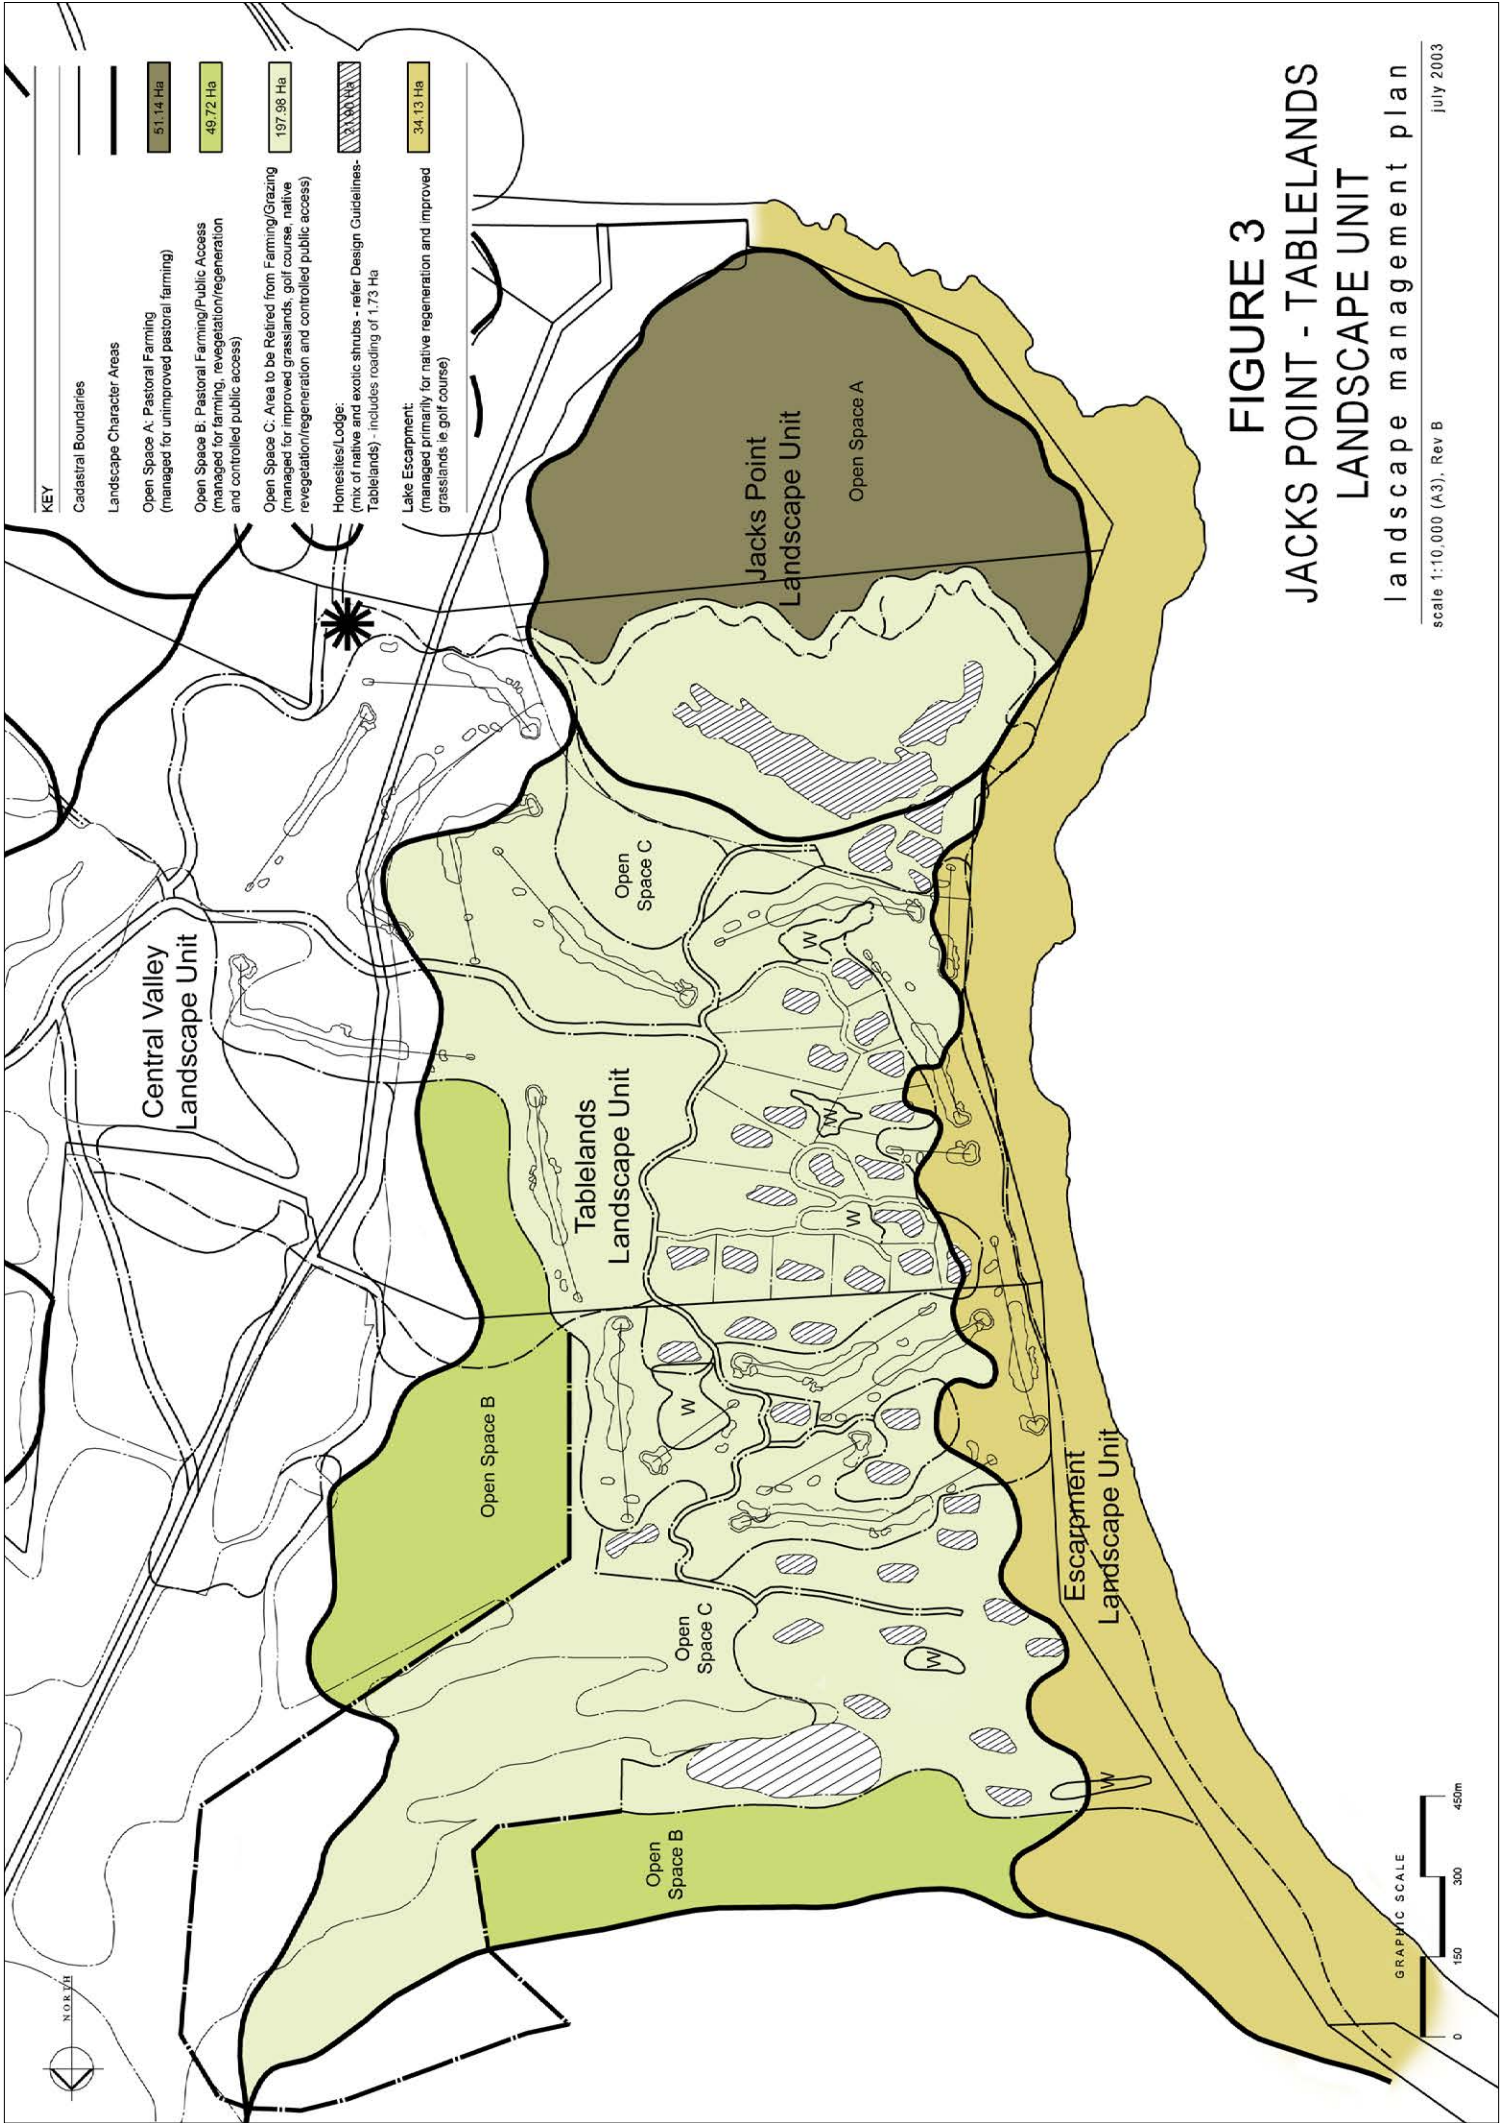 KEY
Cadastral Boundaries
Landscape Character Areas
Open Space A: Pastoral Farming
(managed for unimproved pastoral farming)
51.14 Ha
Open Space B: Pastoral Farming/Public Access
(managed for farming, revegetation/regeneration
and controlled public access)
49.72 Ha
Open Space C: Area to be Retired from Farming/Grazing
(managed for improved grasslands, golf course, native
revegetation/regeneration and controlled public access)
197.98 Ha
Homesites/Lodge:
(mix of native and exotic shrubs - refer Design Guidelines-
Tablelands) - includes roading of 1.73 Ha
21.90 Ha
Lake Escarpment:
(managed primarily for native regeneration and improved
grasslands ie golf course)
34.13 Ha
NORTH
Central Valley
Landscape Unit
Open Space B
Tablelands
Landscape Unit
Open
Space C
Jacks Point
Landscape Unit
Open Space A
Open
Space B
Open
Space C
W
W
W
W
W
W
Escarpment
Landscape Unit
GRAPHIC SCALE
0
150
300
450m
FIGURE 3
JACKS POINT - TABLELANDS
LANDSCAPE UNIT
landscape management plan
scale 1:10,000 (A3), Rev B
july 2003